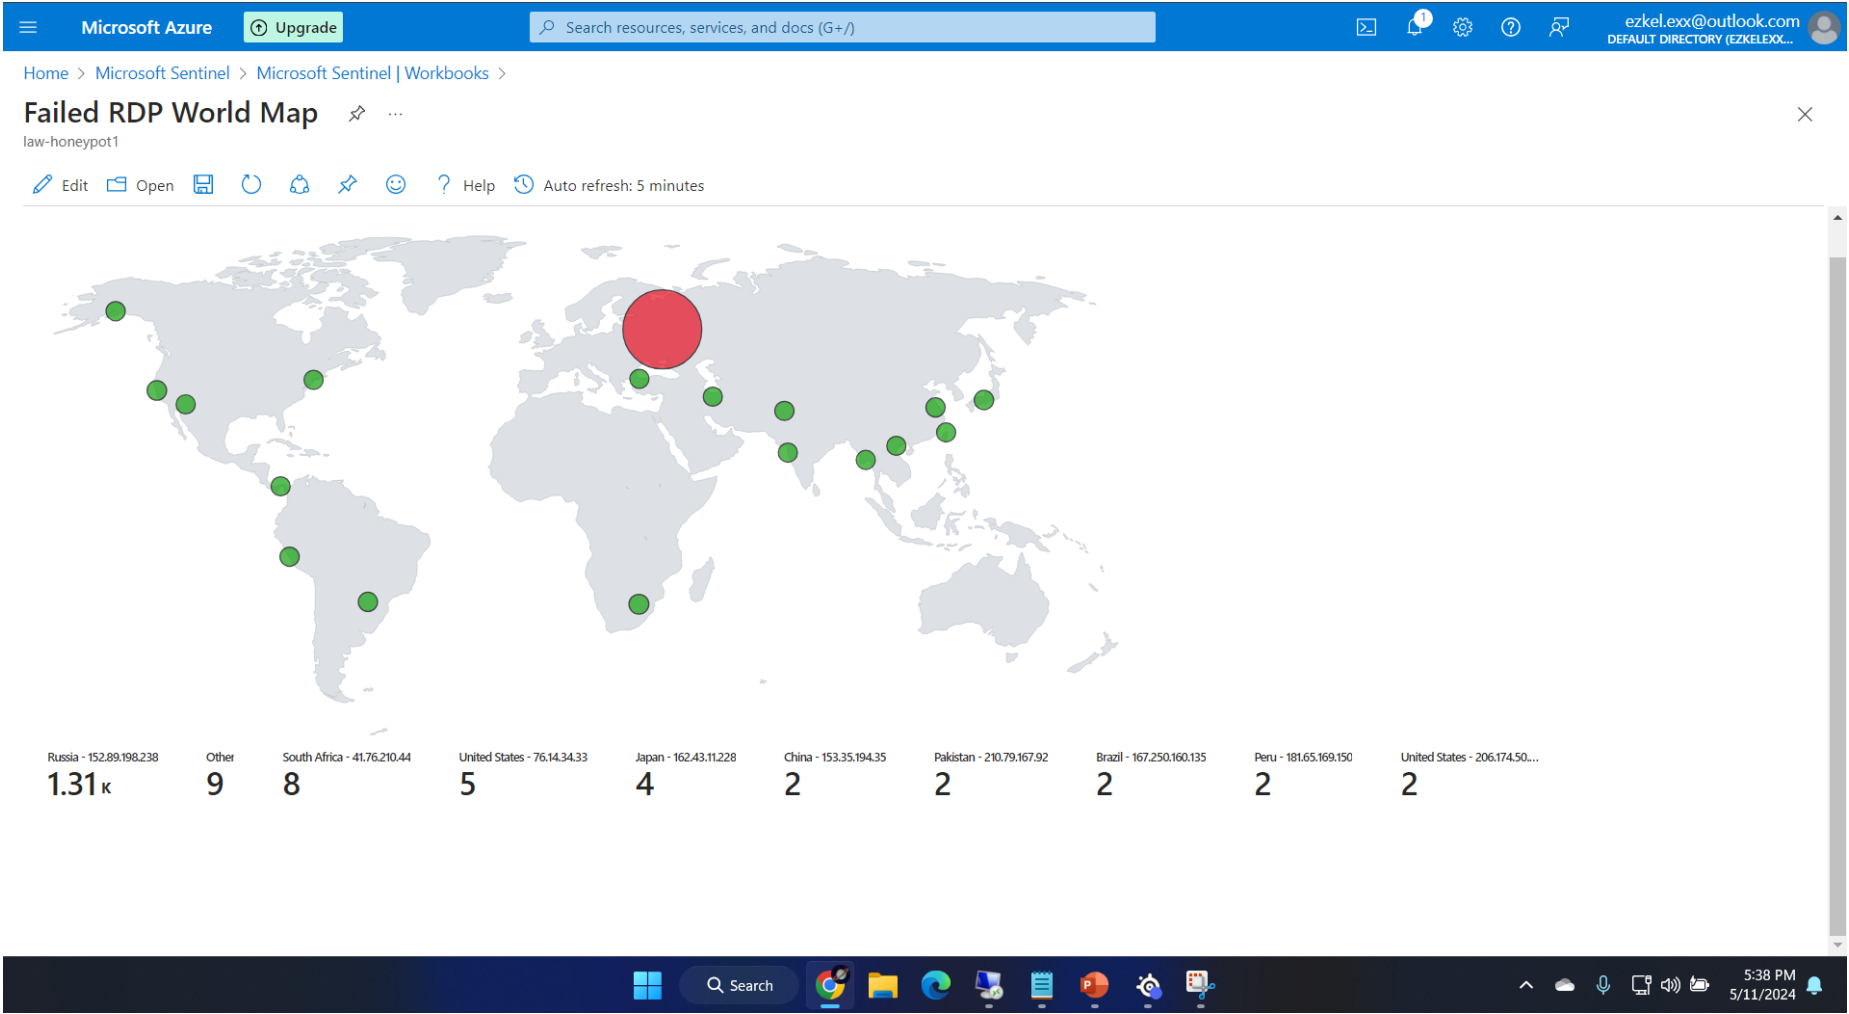 Microsoft Azure
Upgrade
Search resources, services, and docs (G+/)
1
ezkel.exx@outlook.com
DEFAULT DIRECTORY (EZKELEXX...
Home > Microsoft Sentinel > Microsoft Sentinel | Workbooks >
Failed RDP World Map
...
law-honeypot1
Edit
Open
? Help
Auto refresh: 5 minutes
Russia - 152.89.198.238
1.31 K
Other
9
South Africa - 41.76.210.44
8
United States - 76.14.34.33
5
Japan - 162.43.11.228
4
China - 153.35.194.35
2
Pakistan - 210.79.167.92
2
Brazil - 167.250.160.135
2
Peru - 181.65.169.150
2
United States - 206.174.50....
2
Search
5:38 PM
5/11/2024